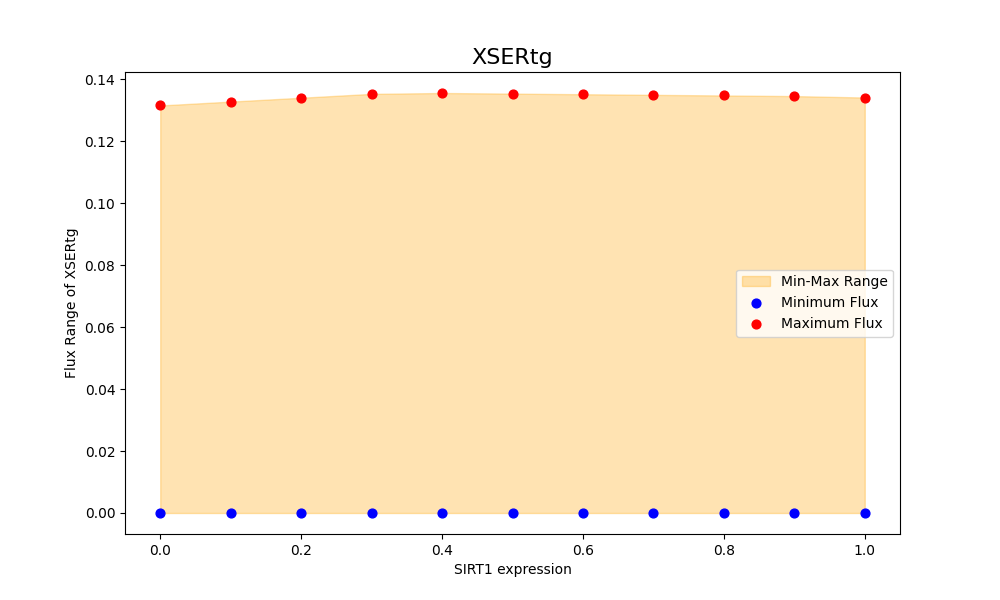 XSERtg
0.14
0.12
0.10
0.08
0.06
0.04
0.02
0.00
Flux Range of XSERtg
Min-Max Range
Minimum Flux
Maximum Flux
0.0 0.2 0.4 0.6 0.8 1.0
SIRT1 expression